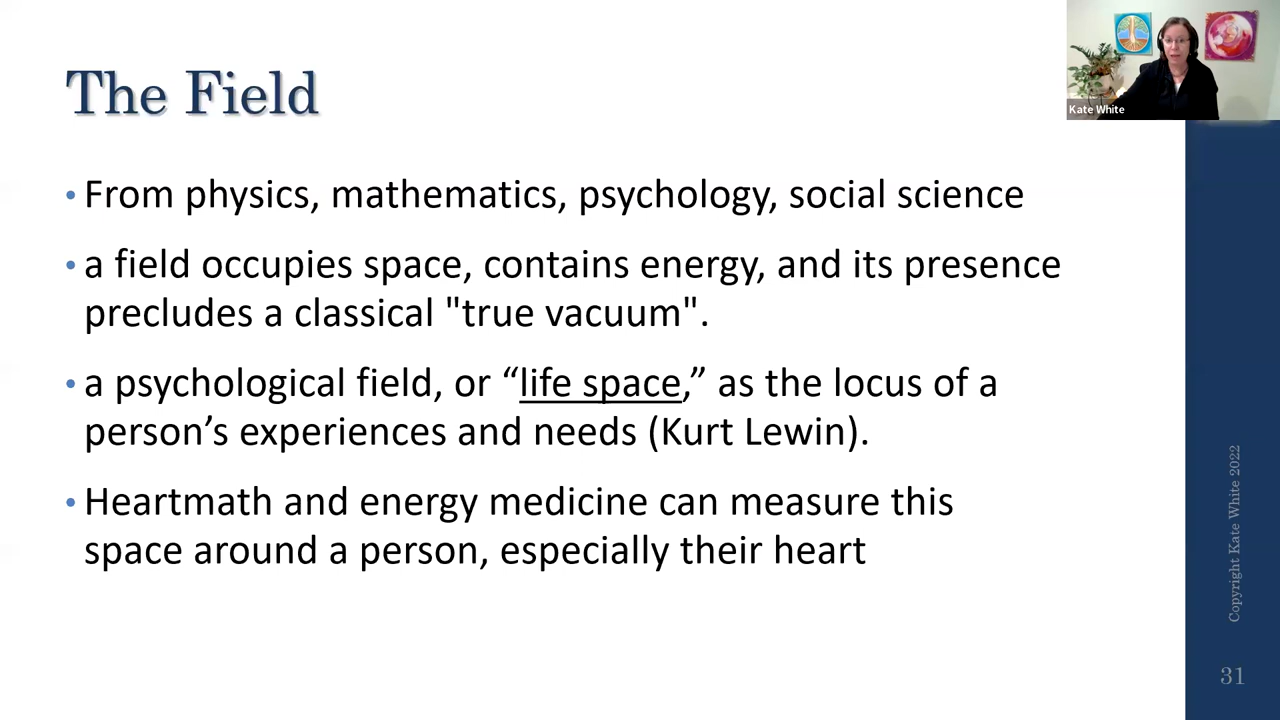 The Field
• From physics, mathematics, psychology, social science
• a field occupies space, contains energy, and its presence
precludes a classical "true vacuum".
• a psychological field, or “life space,” as the locus of a
person’s experiences and needs (Kurt Lewin).
• Heartmath and energy medicine can measure this
space around a person, especially their heart
Kate White
Copyright Kate White 2022
31